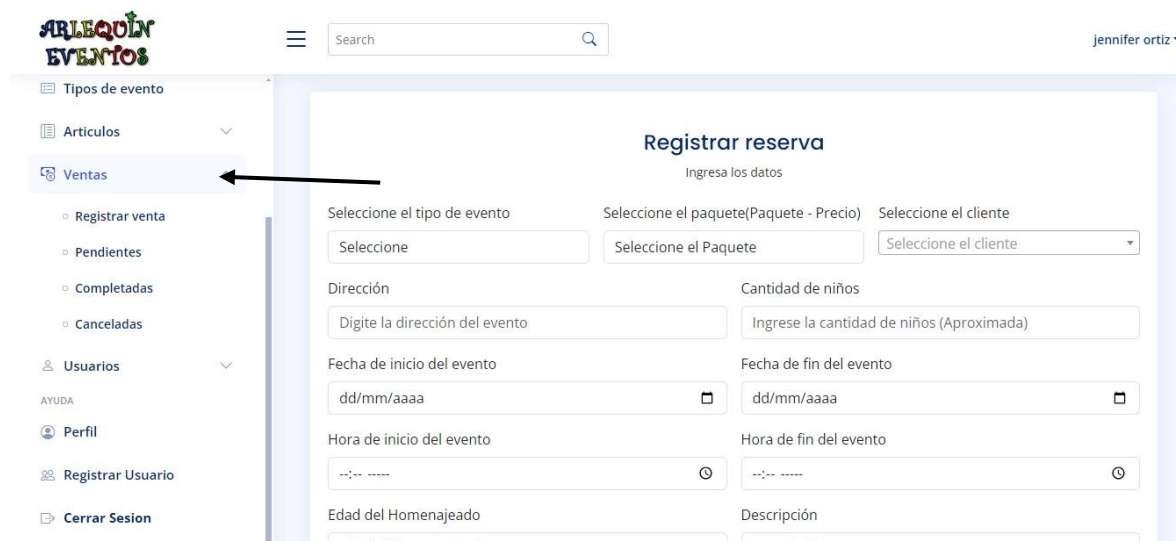 ARLEQUIN
EVENTOS
Search
jennifer ortiz
Tipos de evento
Articulos
Ventas
Registrar venta
Pendientes
Completadas
Canceladas
Usuarios
AYUDA
Perfil
Registrar Usuario
Cerrar Sesion
Registrar reserva
Ingresa los datos
Seleccione el tipo de evento
Seleccione el paquete(Paquete - Precio)
Seleccione el cliente
Seleccione
Seleccione el Paquete
Seleccione el cliente
Dirección
Cantidad de niños
Digite la dirección del evento
Ingrese la cantidad de niños (Aproximada)
Fecha de inicio del evento
Fecha de fin del evento
dd/mm/aaaa
dd/mm/aaaa
Hora de inicio del evento
Hora de fin del evento
--:-- -----
--:-- -----
Edad del Homenajeado
Descripción